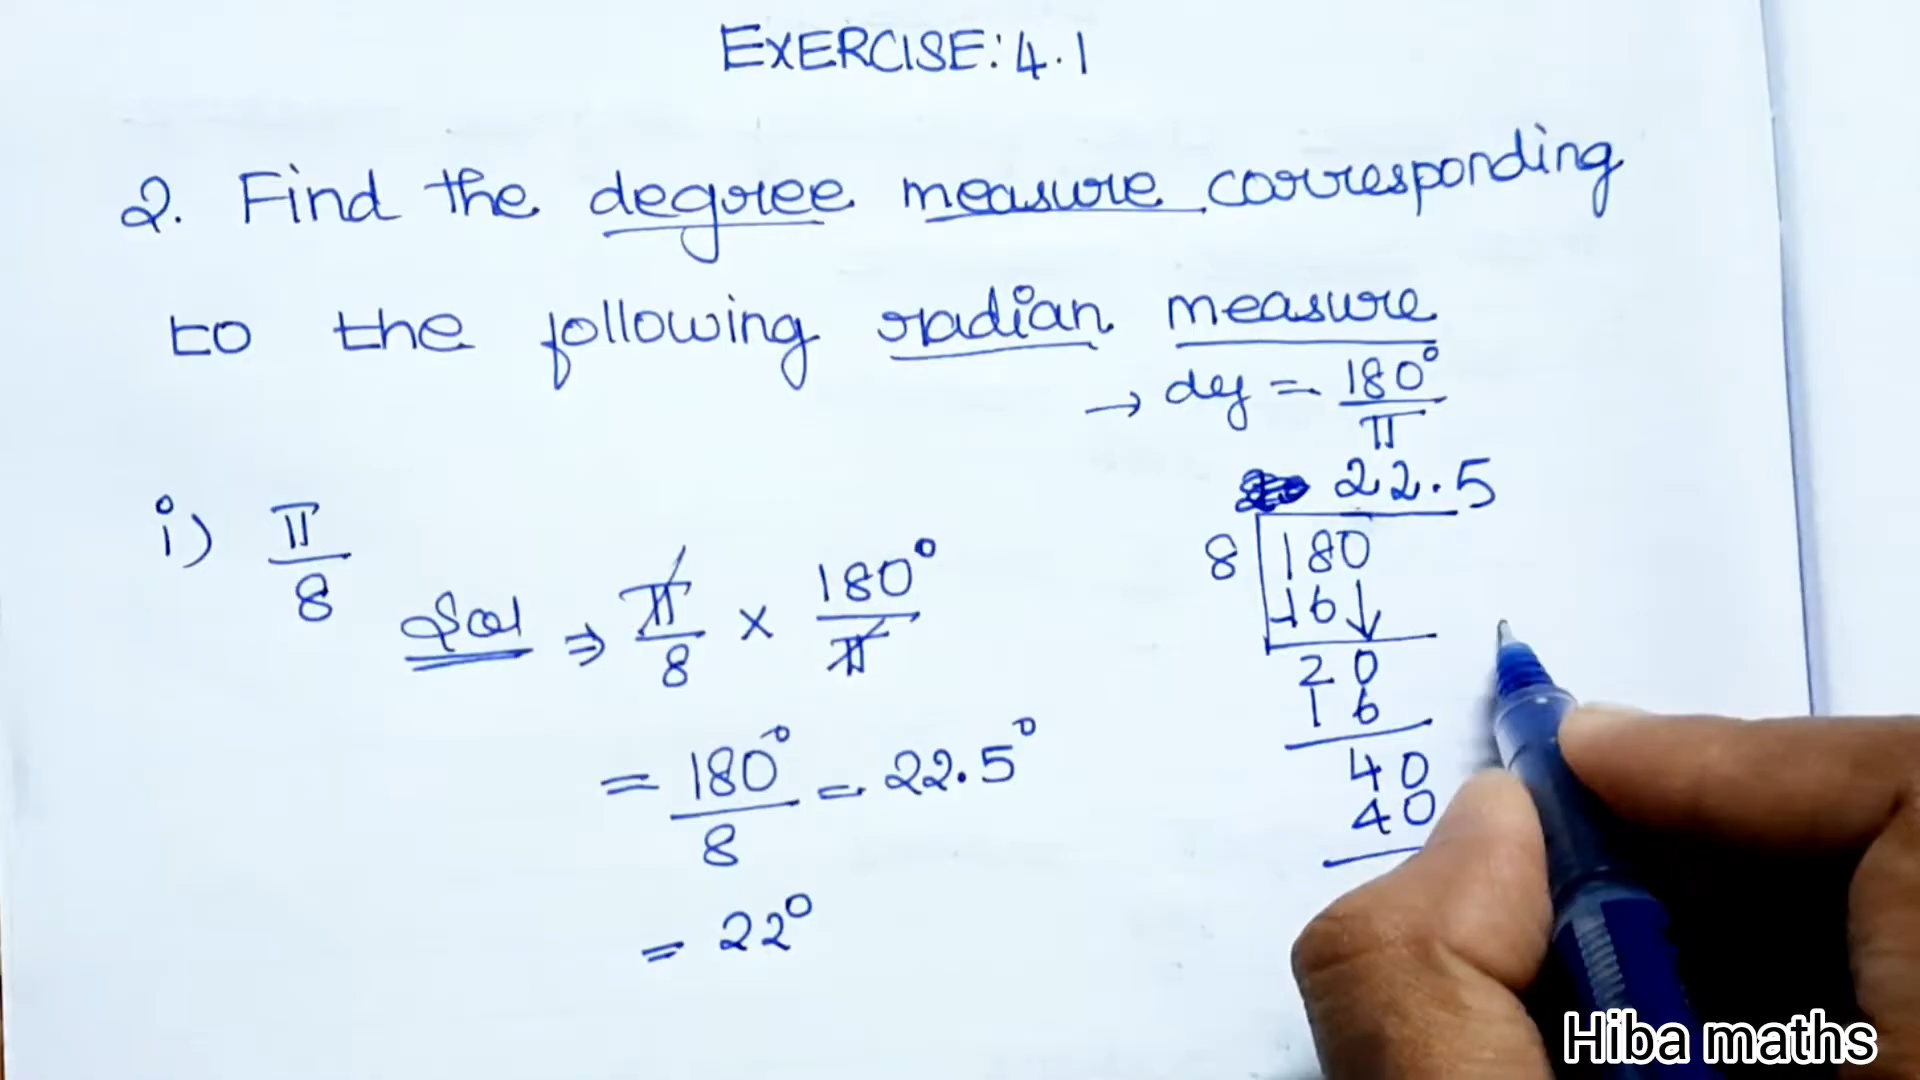 EXERCISE: 4.1
2. Find the degree measure corresponding
to the following radian measure
→ deg = 180° / π
i) π/8
Sol ⇒ π/8 × 180°/π
= 180°/8 = 22.5°
= 22°
22.5
8 180
16↓
20
16
40
40
Hiba maths